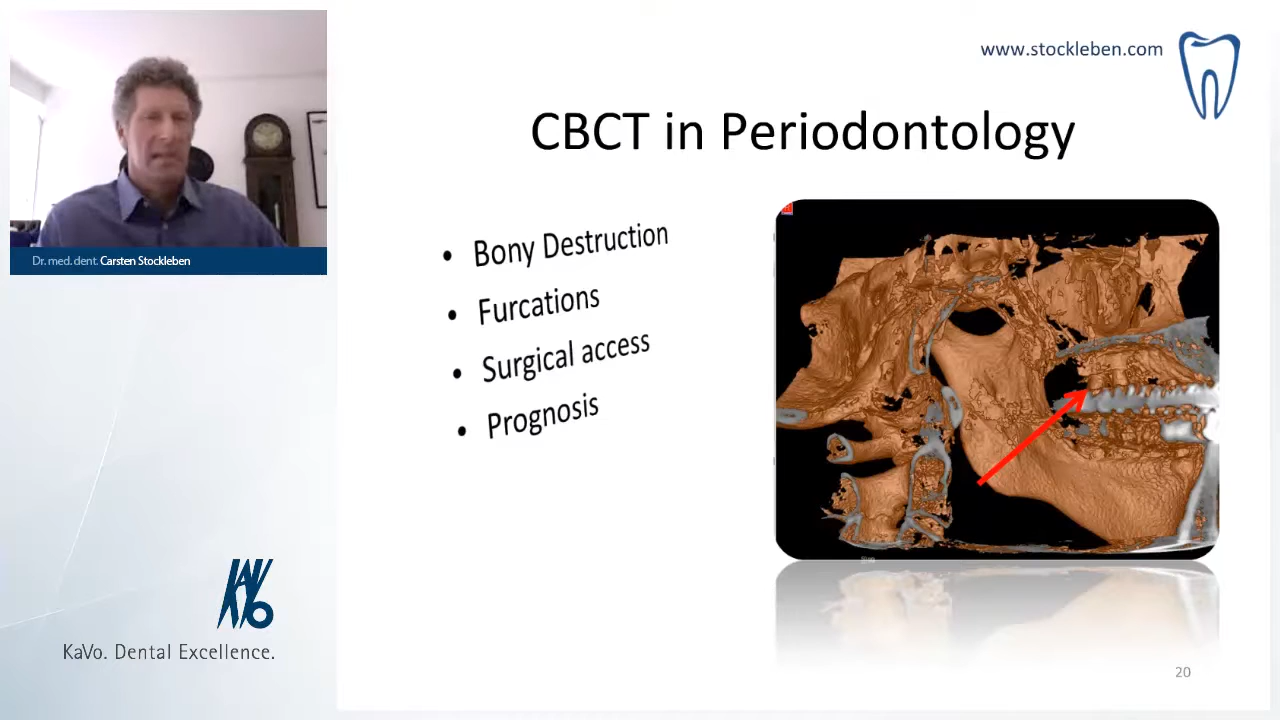 www.stockleben.com
CBCT in Periodontology
• Bony Destruction
• Furcations
• Surgical access
• Prognosis
Dr. med. dent. Carsten Stockleben
KaVo
KaVo. Dental Excellence.
20